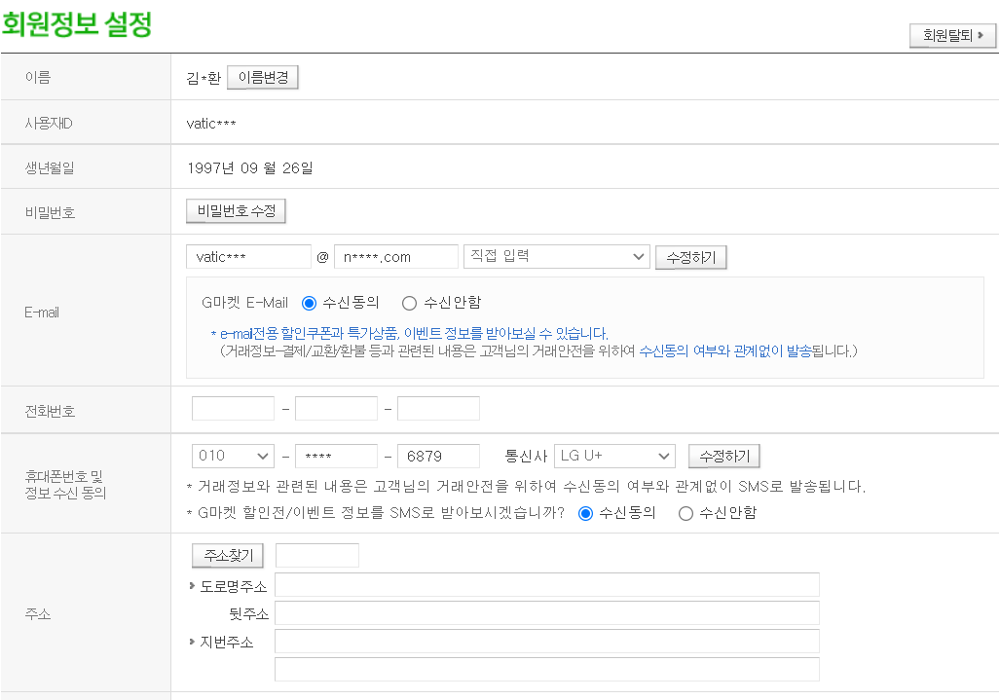 회원정보 설정
회원탈퇴
이름 김*환 이름변경
사용자ID vatic***
생년월일 1997년 09 월 26일
비밀번호 비밀번호 수정
vatic*** @ n****.com 직접 입력 수정하기
E-mail
G마켓 E-Mail 수신동의 수신안함
* e-mail전용 할인쿠폰과 특가상품, 이벤트 정보를 받아보실 수 있습니다.
(거래정보-결제/교환/환불 등과 관련된 내용은 고객님의 거래안전을 위하여 수신동의 여부와 관계없이 발송됩니다.)
전화번호 - -
휴대폰번호 및
정보 수신 동의
010 - **** - 6879 통신사 LG U+ 수정하기
* 거래정보와 관련된 내용은 고객님의 거래안전을 위하여 수신동의 여부와 관계없이 SMS로 발송됩니다.
* G마켓 할인전/이벤트 정보를 SMS로 받아보시겠습니까? 수신동의 수신안함
주소
주소찾기
도로명주소
뒷주소
지번주소